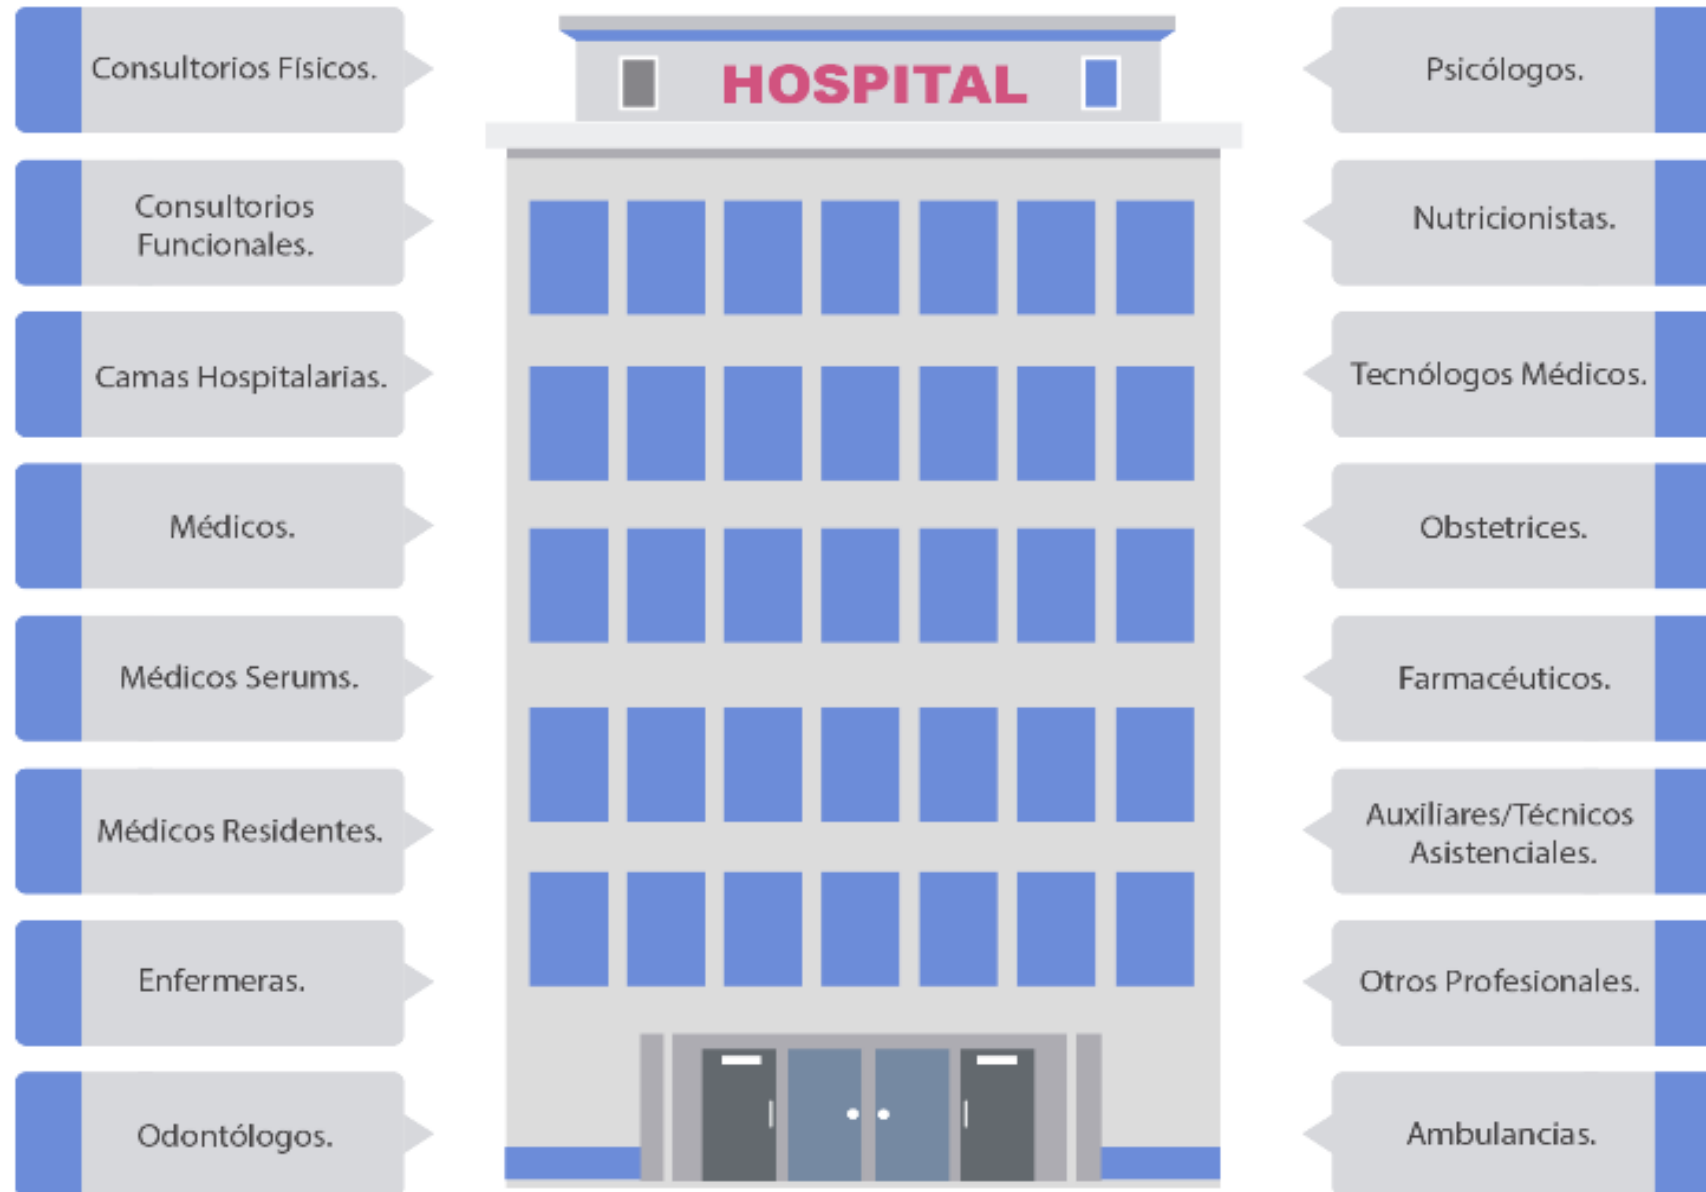 Consultorios Físicos.
Consultorios
Funcionales.
Camas Hospitalarias.
Médicos.
Médicos Serums.
Médicos Residentes.
Enfermeras.
Odontólogos.
HOSPITAL
Psicólogos.
Nutricionistas.
Tecnólogos Médicos.
Obstetrices.
Farmacéuticos.
Auxiliares/Técnicos
Asistenciales.
Otros Profesionales.
Ambulancias.